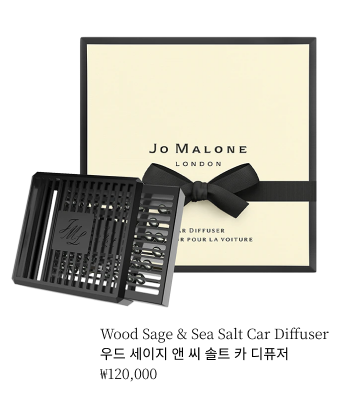 JO MALONE
LONDON
AR DIFFUSER
R POUR LA VOITURE
Wood Sage & Sea Salt Car Diffuser
우드 세이지 앤 씨 솔트 카 디퓨저
₩120,000